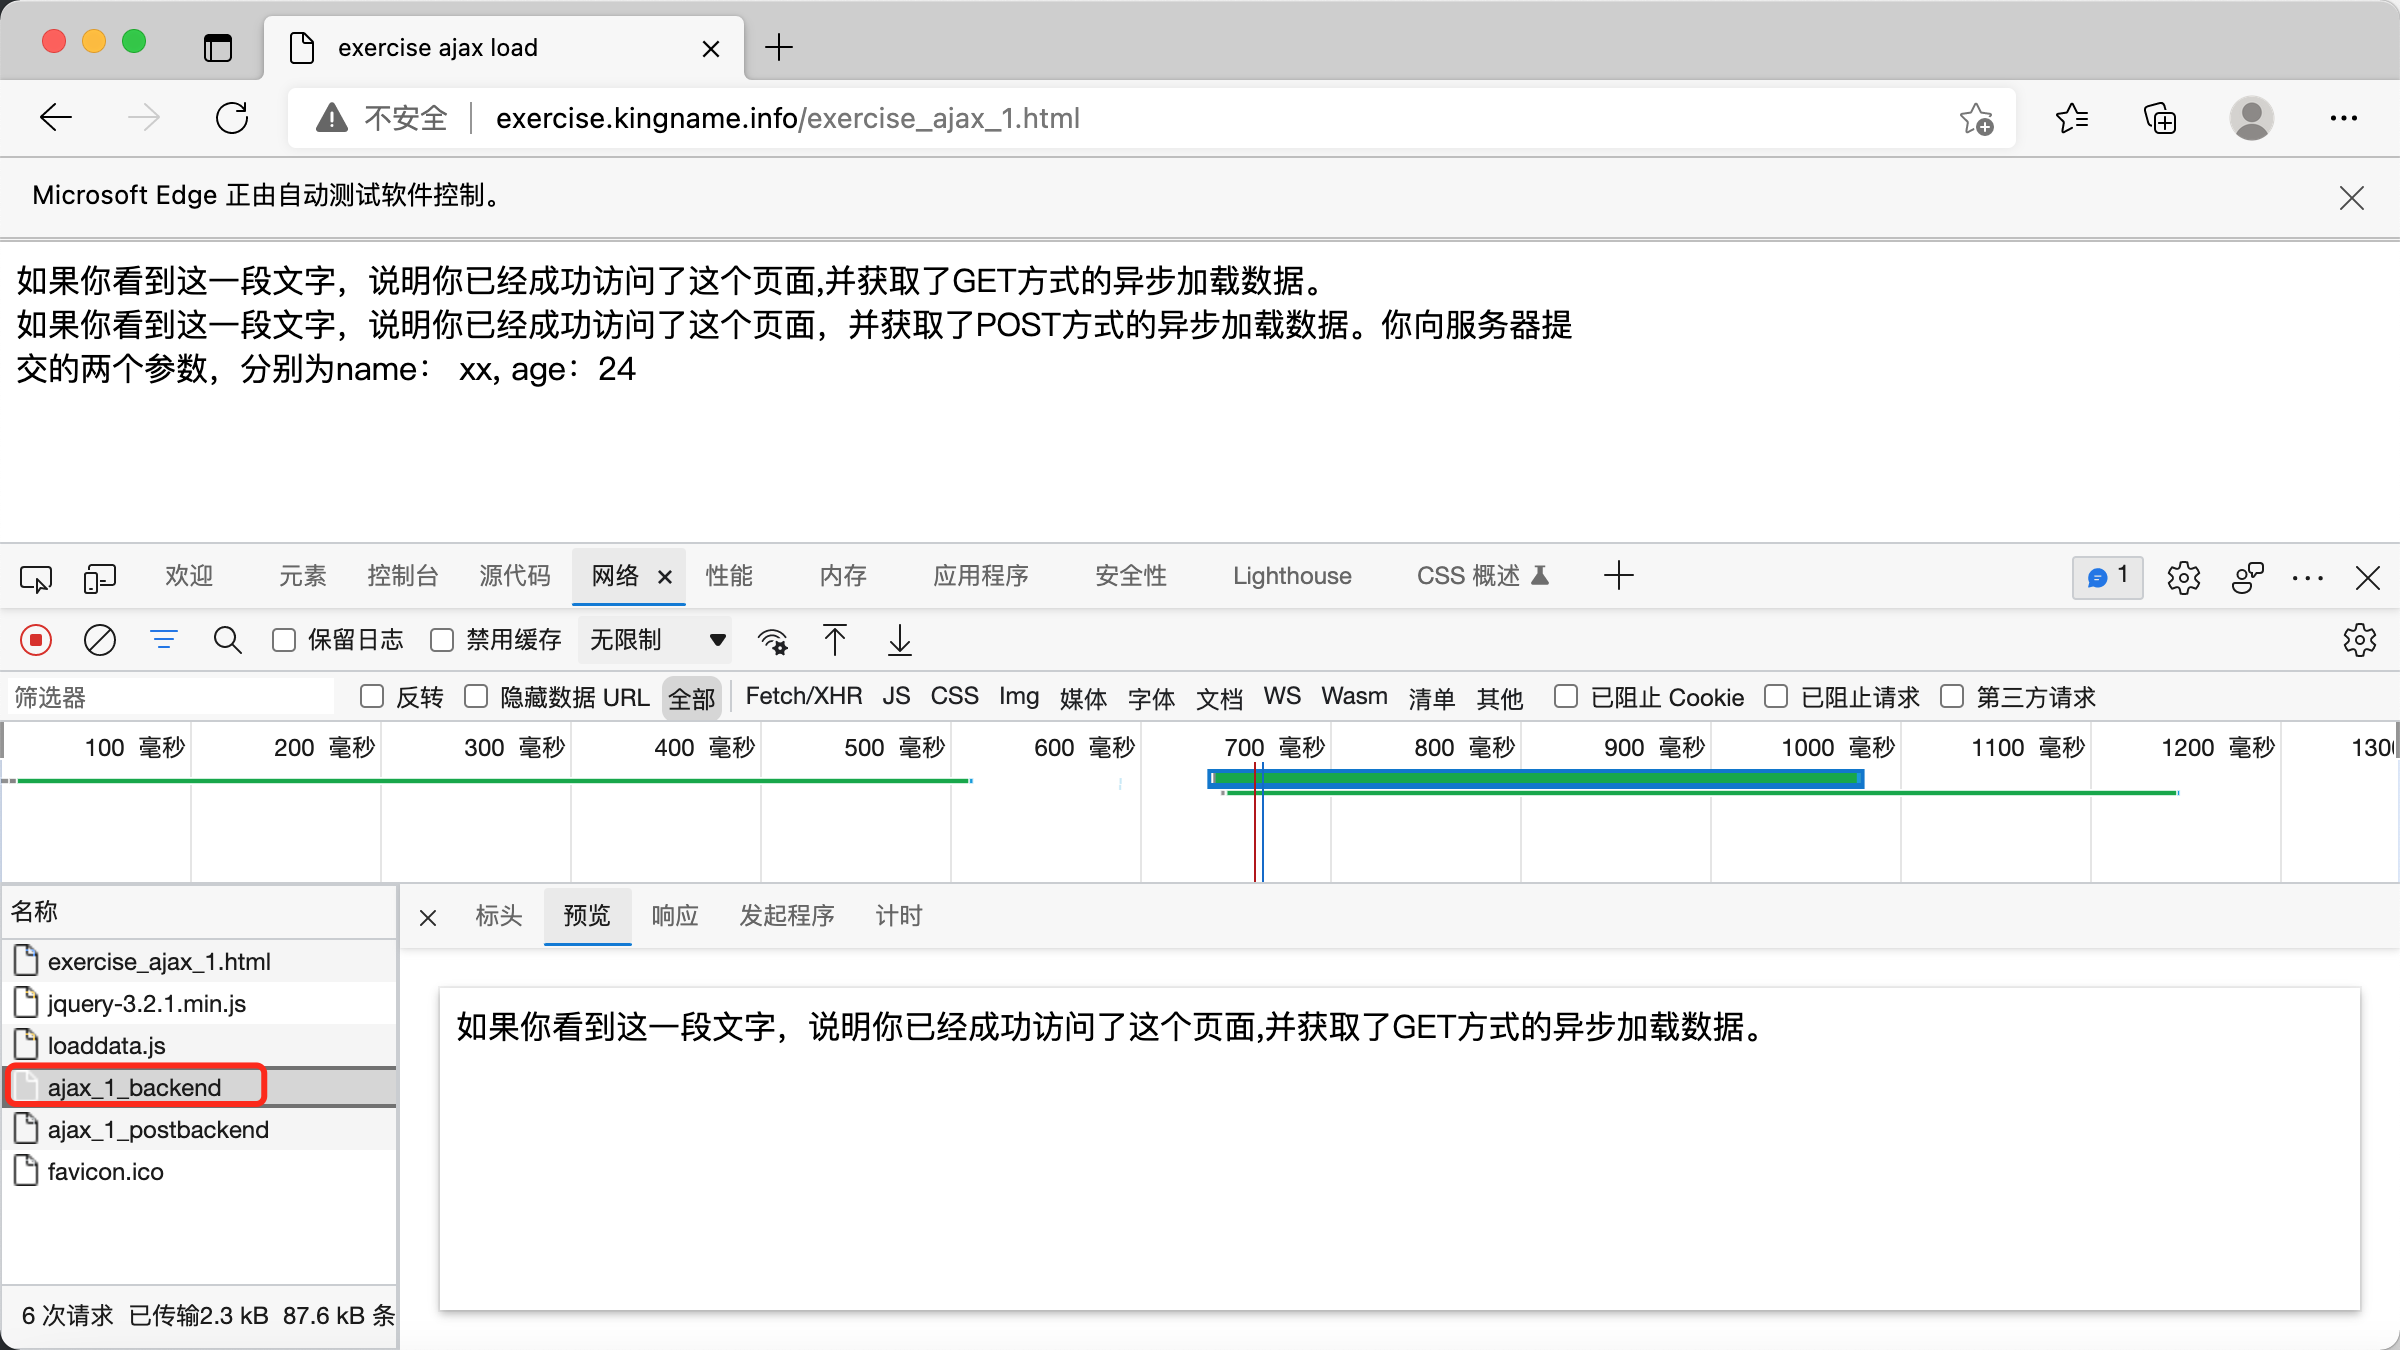 exercise ajax load
不安全
exercise.kingname.info/exercise_ajax_1.html
Microsoft Edge 正由自动测试软件控制。
如果你看到这一段文字，说明你已经成功访问了这个页面,并获取了GET方式的异步加载数据。
如果你看到这一段文字，说明你已经成功访问了这个页面，并获取了POST方式的异步加载数据。你向服务器提
交的两个参数，分别为name： xx, age：24
欢迎 元素 控制台 源代码 网络 性能 内存 应用程序 安全性 Lighthouse CSS 概述 1
保留日志 禁用缓存 无限制
筛选器 反转 隐藏数据 URL 全部 Fetch/XHR JS CSS Img 媒体 字体 文档 WS Wasm 清单 其他 已阻止 Cookie 已阻止请求 第三方请求
100 毫秒 200 毫秒 300 毫秒 400 毫秒 500 毫秒 600 毫秒 700 毫秒 800 毫秒 900 毫秒 1000 毫秒 1100 毫秒 1200 毫秒 1300
名称
标头 预览 响应 发起程序 计时
exercise_ajax_1.html
jquery-3.2.1.min.js
loaddata.js
ajax_1_backend
ajax_1_postbackend
favicon.ico
如果你看到这一段文字，说明你已经成功访问了这个页面,并获取了GET方式的异步加载数据。
6 次请求 已传输2.3 kB 87.6 kB 条